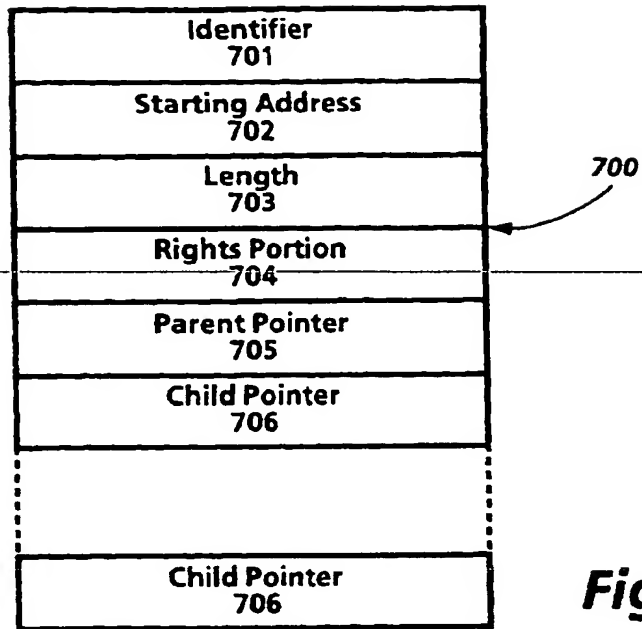 Identifier
701
Starting Address
702
Length
703
700
Rights Portion
704
Parent Pointer
705
Child Pointer
706
Child Pointer
706
Fig